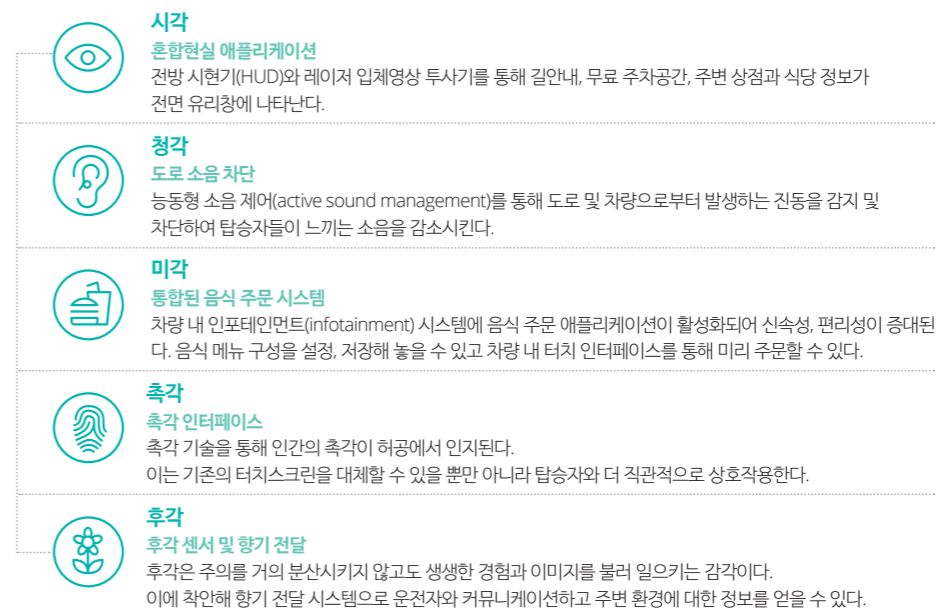 시각
혼합현실 애플리케이션
전방 시현기(HUD)와 레이저 입체영상 투사기를 통해 길안내, 무료 주차공간, 주변 상점과 식당 정보가
전면 유리창에 나타난다.
청각
도로 소음 차단
능동형 소음 제어(active sound management)를 통해 도로 및 차량으로부터 발생하는 진동을 감지 및
차단하여 탑승자들이 느끼는 소음을 감소시킨다.
미각
통합된 음식 주문 시스템
차량 내 인포테인먼트(infotainment) 시스템에 음식 주문 애플리케이션이 활성화되어 신속성, 편리성이 증대된
다. 음식 메뉴 구성을 설정, 저장해 놓을 수 있고 차량 내 터치 인터페이스를 통해 미리 주문할 수 있다.
촉각
촉각 인터페이스
촉각 기술을 통해 인간의 촉각이 허공에서 인지된다.
이는 기존의 터치스크린을 대체할 수 있을 뿐만 아니라 탑승자와 더 직관적으로 상호작용한다.
후각
후각 센서 및 향기 전달
후각은 주의를 거의 분산시키지 않고도 생생한 경험과 이미지를 불러 일으키는 감각이다.
이에 착안해 향기 전달 시스템으로 운전자와 커뮤니케이션하고 주변 환경에 대한 정보를 얻을 수 있다.